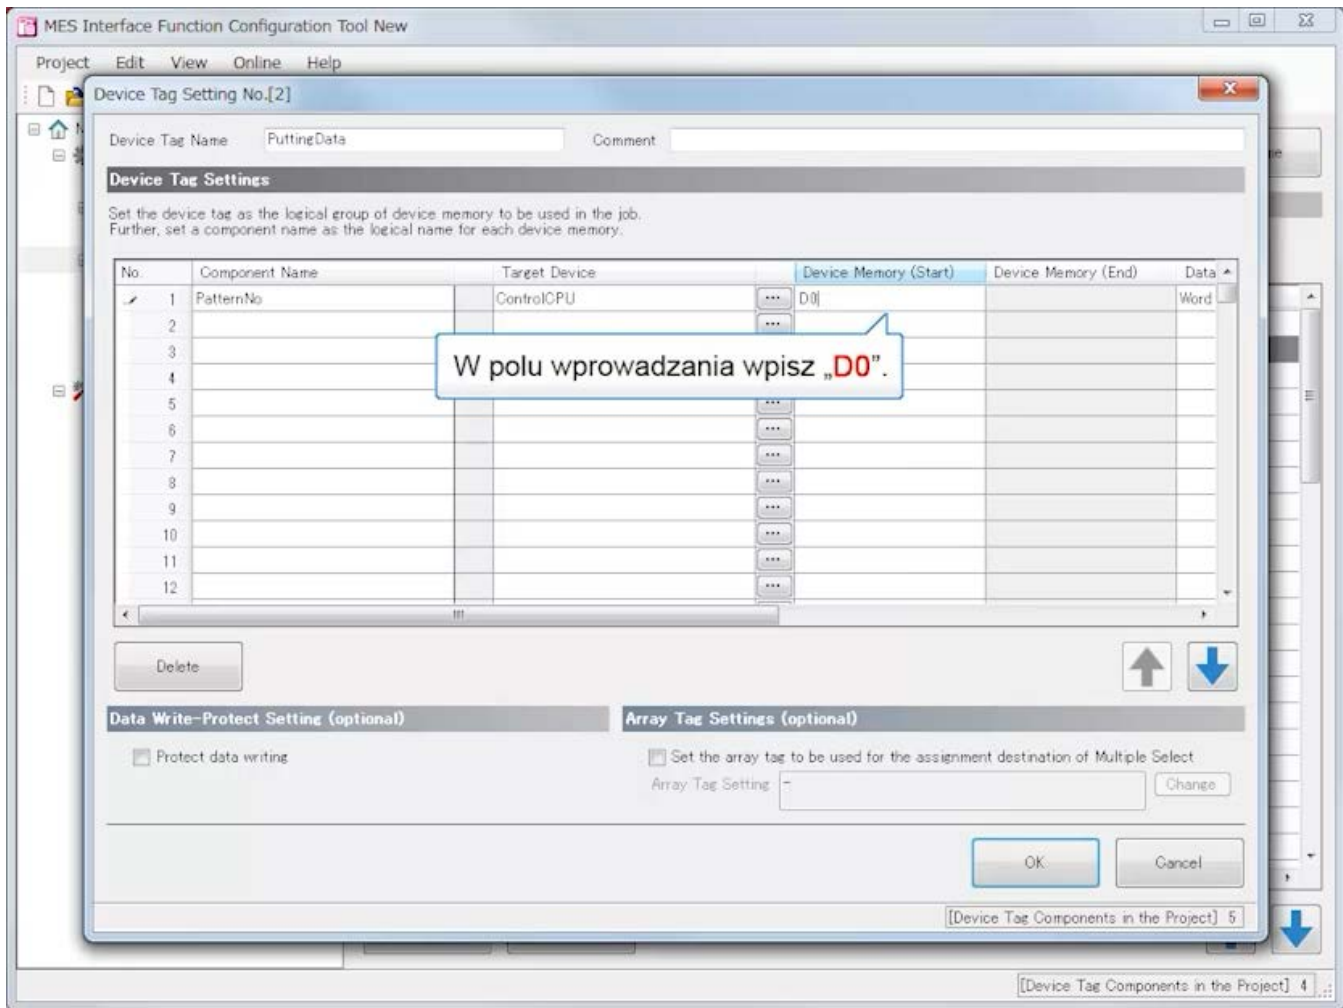 MES Interface Function Configuration Tool New
Project Edit View Online Help
Device Tag Setting No.[2]
Device Tag Name PuttingData Comment
Device Tag Settings
Set the device tag as the logical group of device memory to be used in the job.
Further, set a component name as the logical name for each device memory.
No. Component Name Target Device Device Memory (Start) Device Memory (End) Data
1 PatternNo ControlCPU ... D0 Word
2 ...
3
W polu wprowadzania wpisz „D0”.
4
5 ...
6 ...
7 ...
8 ...
9 ...
10 ...
11 ...
12 ...
Delete
Data Write-Protect Setting (optional) Array Tag Settings (optional)
Protect data writing Set the array tag to be used for the assignment destination of Multiple Select
Array Tag Setting - Change
OK Cancel
[Device Tag Components in the Project] 5
[Device Tag Components in the Project] 4